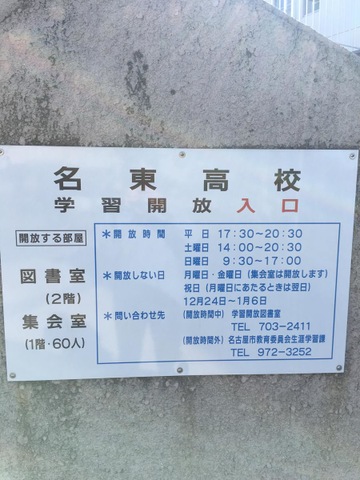 名東高校
学習開放入口
開放する部屋
図書室
(2階)
集会室
(1階・60人)
＊開放時間 平日 17:30〜20:30
土曜日 14:00〜20:30
日曜日 9:30〜17:00
＊開放しない日 月曜日・金曜日(集会室は開放します)
祝日(月曜日にあたるときは翌日)
12月24日〜1月6日
＊問い合わせ先 (開放時間中) 学習開放図書室
TEL 703-2411
(開放時間外) 名古屋市教育委員会生涯学習課
TEL 972-3252